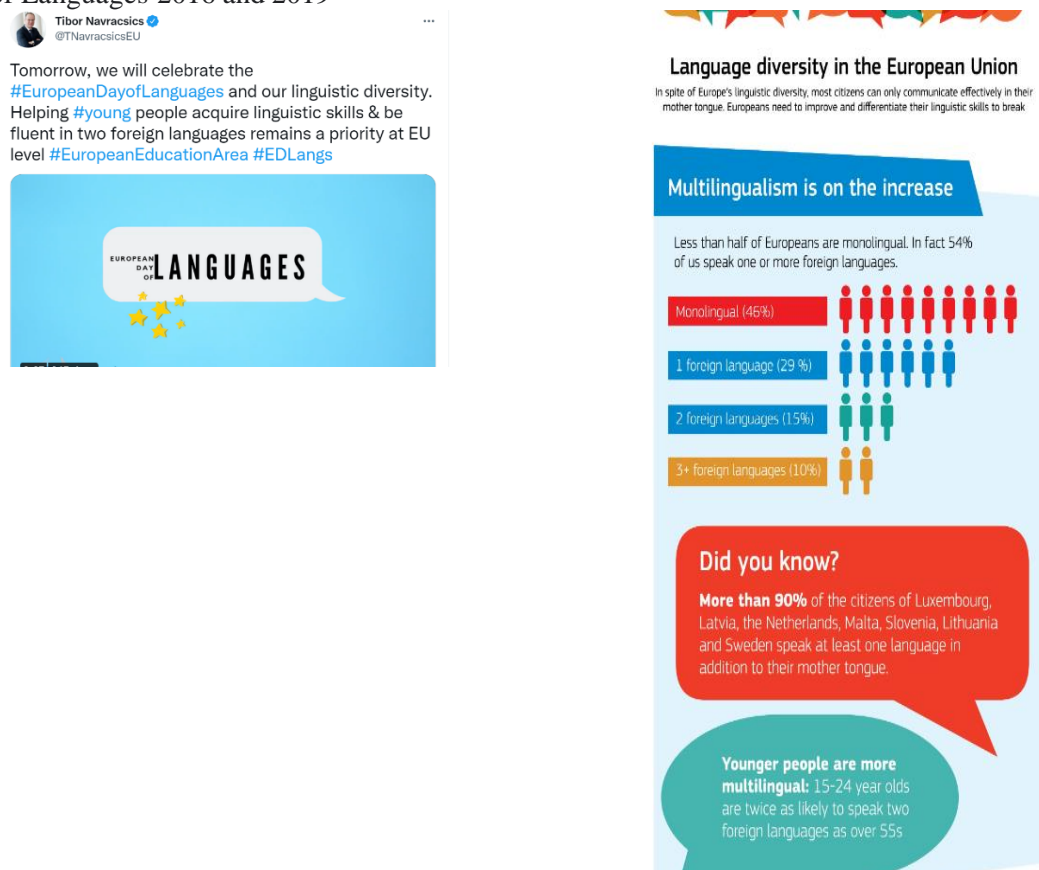 of Languages 2018 and 2019
Tibor Navracsics
@TNavracsicsEU
Tomorrow, we will celebrate the
#EuropeanDayofLanguages and our linguistic diversity.
Helping #young people acquire linguistic skills & be
fluent in two foreign languages remains a priority at EU
level #EuropeanEducationArea #EDLangs
EUROPEAN
DAY
OF
LANGUAGES
Language diversity in the European Union
In spite of Europe's linguistic diversity, most citizens can only communicate effectively in their
mother tongue. Europeans need to improve and differentiate their linguistic skills to break
Multilingualism is on the increase
Less than half of Europeans are monolingual. In fact 54%
of us speak one or more foreign languages.
Monolingual (46%)
1 foreign language (29 %)
2 foreign languages (15%)
3+ foreign languages (10%)
Did you know?
More than 90% of the citizens of Luxembourg,
Latvia, the Netherlands, Malta, Slovenia, Lithuania
and Sweden speak at least one language in
addition to their mother tongue.
Younger people are more
multilingual: 15-24 year olds
are twice as likely to speak two
foreign languages as over 55s